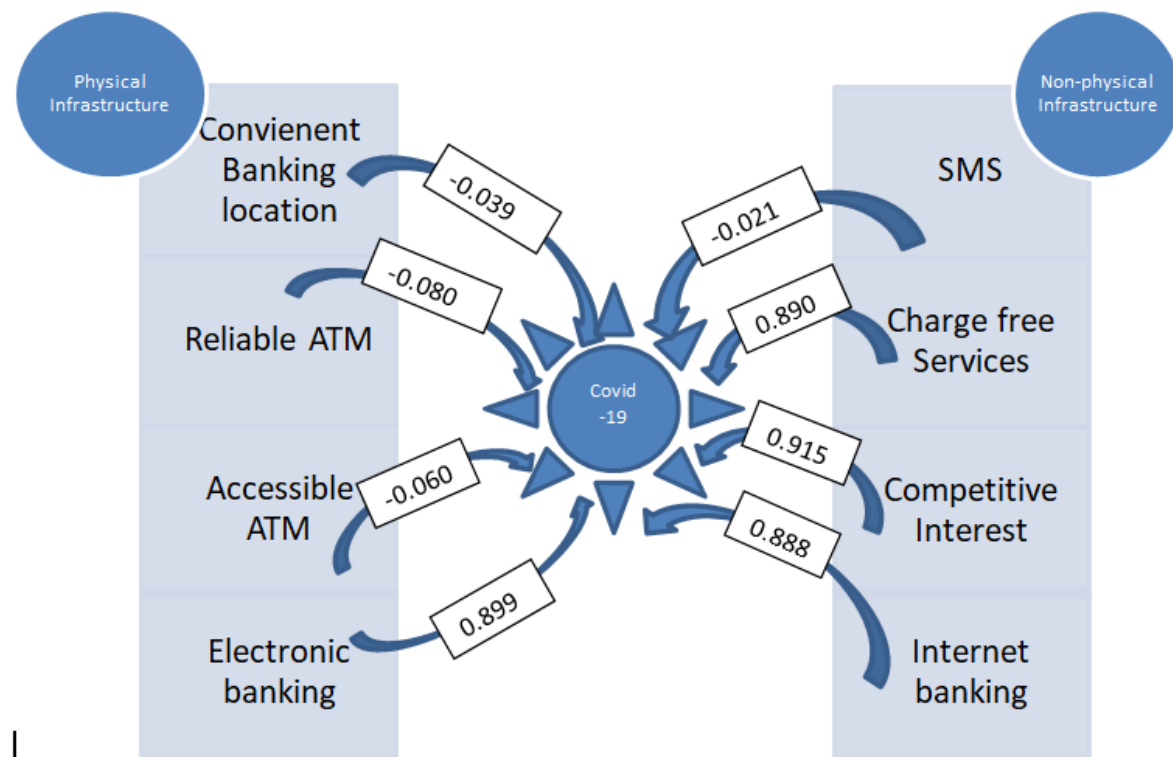 Physical
Infrastructure
Convienent
Banking
location
-0.039
Reliable ATM
-0.080
Accessible
ATM
-0.060
Electronic
banking
0.899
Covid
-19
Non-physical
Infrastructure
SMS
-0.021
Charge free
Services
0.890
Competitive
Interest
0.915
Internet
banking
0.888